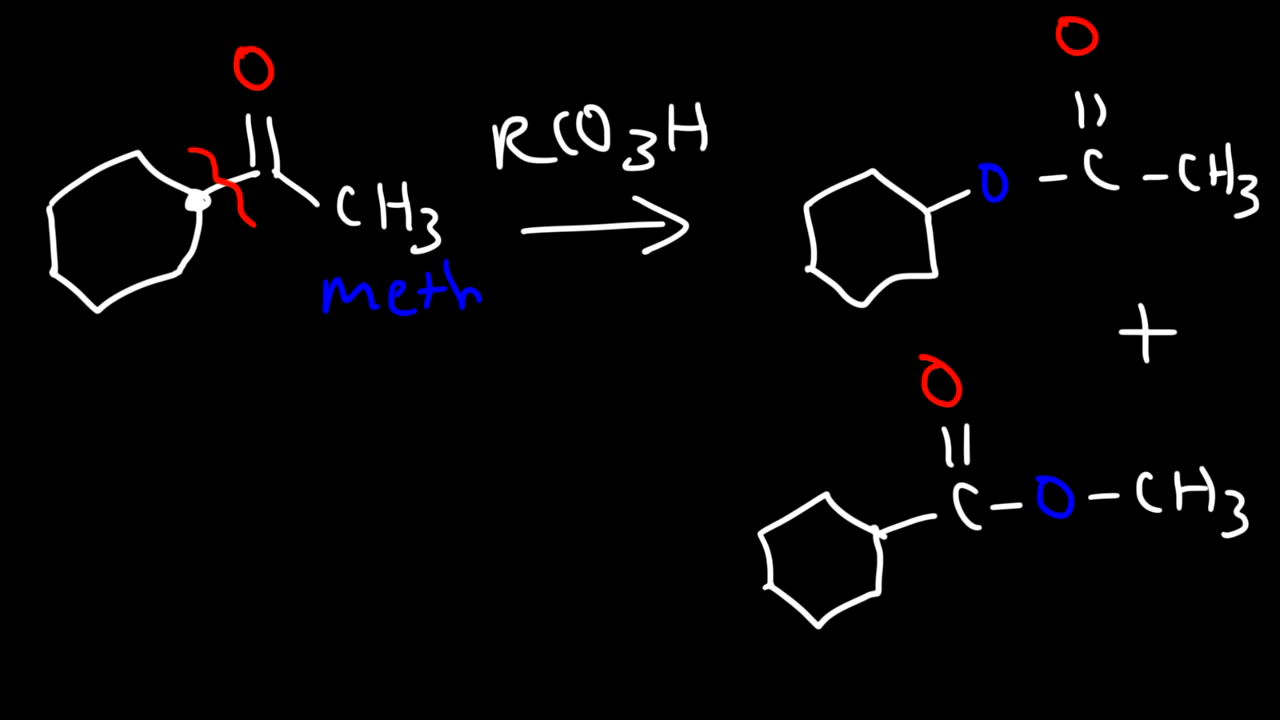 O
||
CH3
meth
RCO3H
O
||
O - C - CH3
+
O
||
C - O - CH3